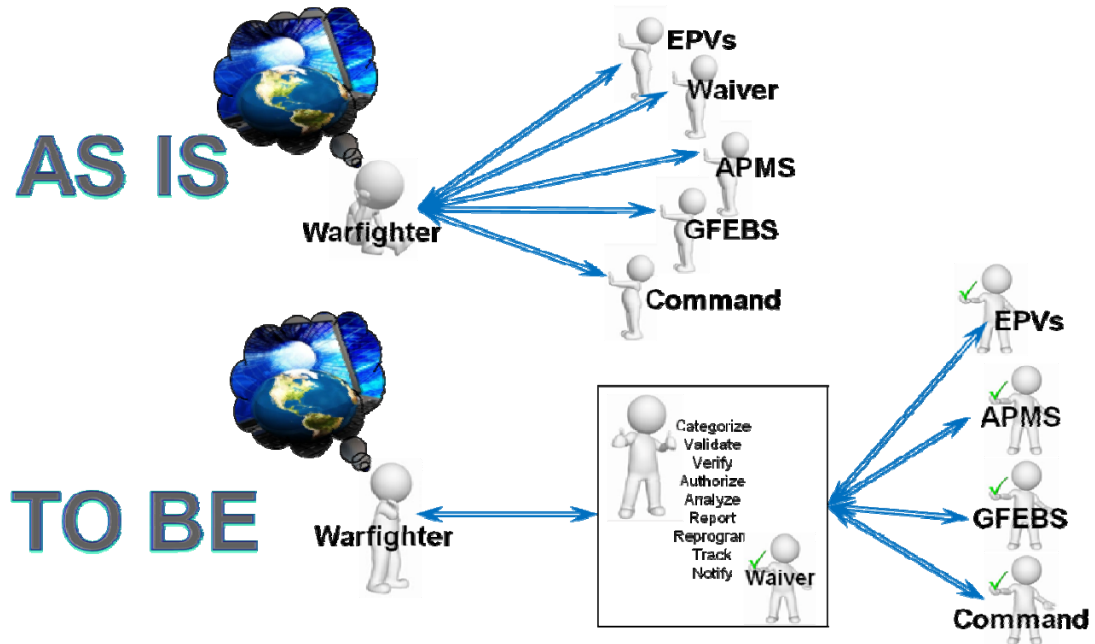 AS IS
Warfighter
EPVs
Waiver
APMS
GFEBS
Command
TO BE
Warfighter
Categorize
Validate
Verify
Authorize
Analyze
Report
Reprogran
Track
Notify
Waiver
EPVs
APMS
GFEBS
Command